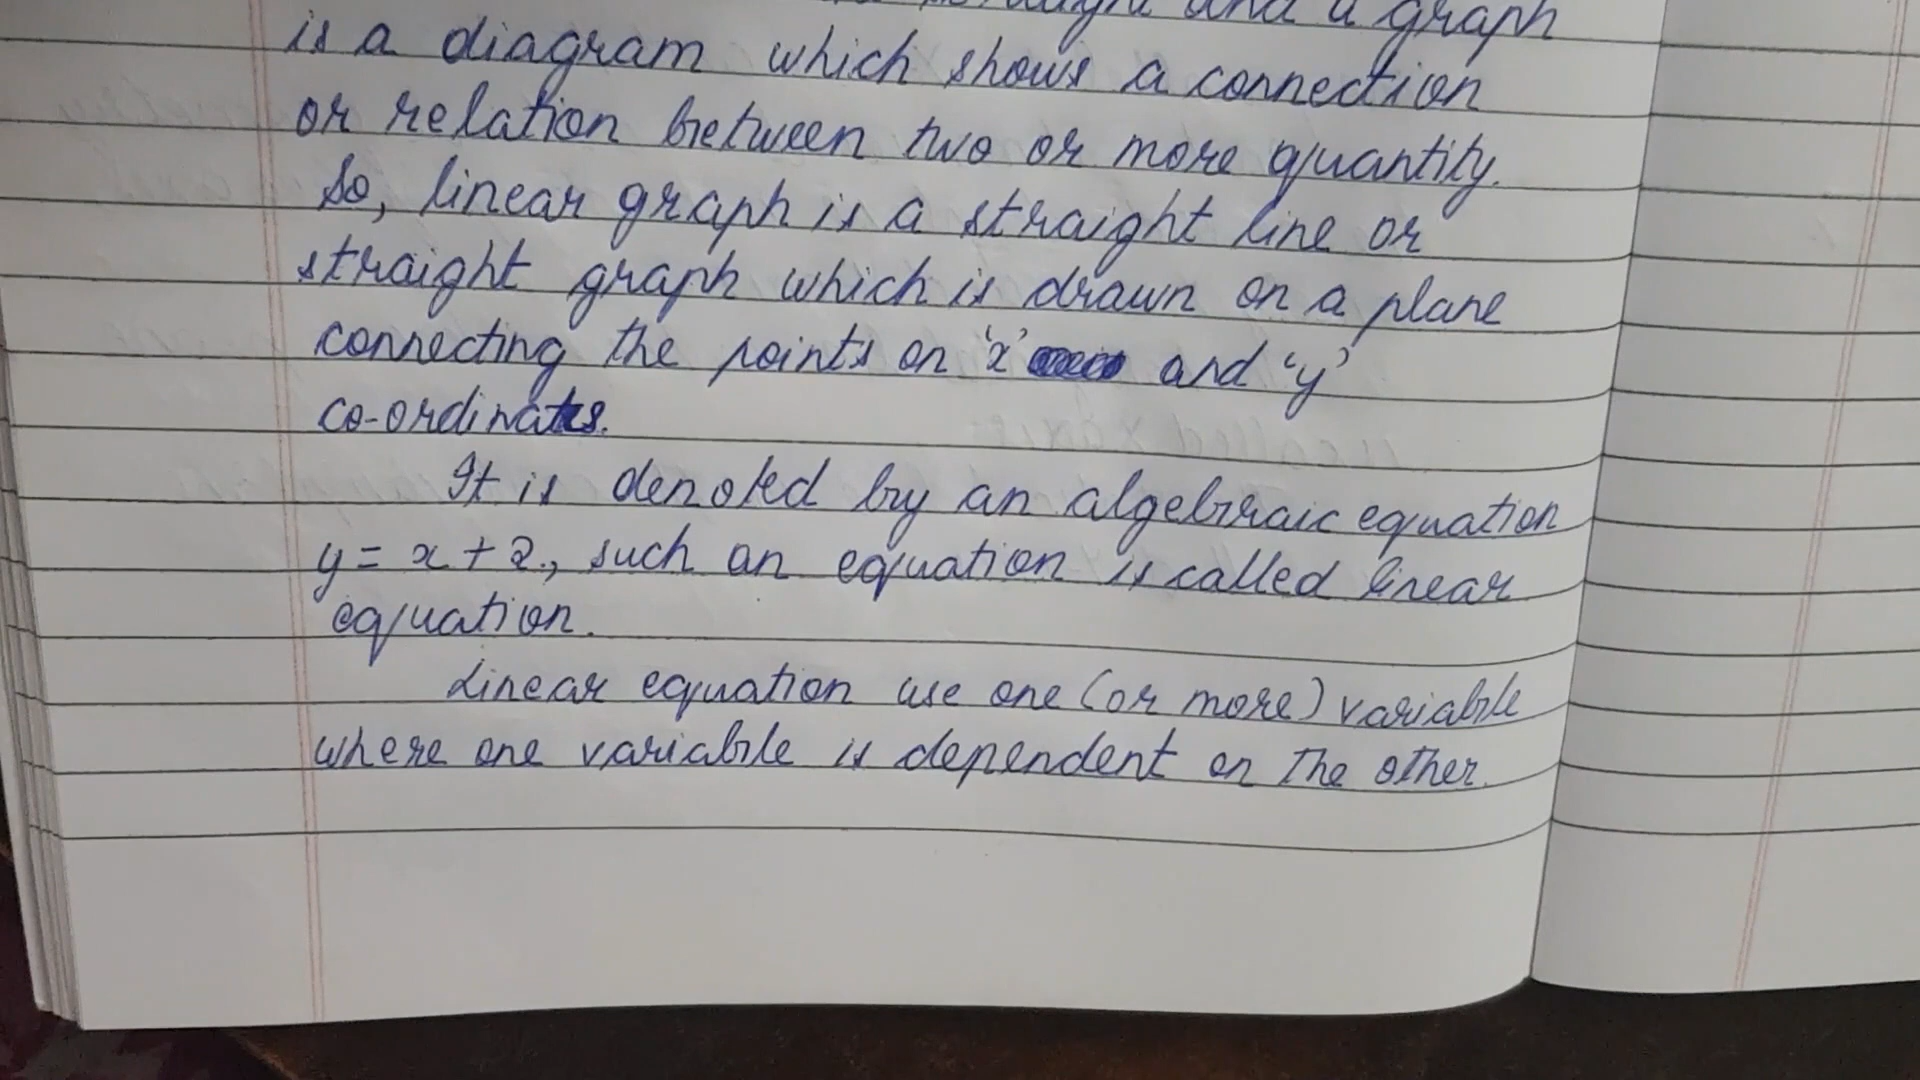 and a graph
is a diagram which shows a connection
or relation between two or more quantity.
So, linear graph is a straight line or
straight graph which is drawn on a plane
connecting the points on 'x' and 'y'
co-ordinates.
It is denoted by an algebraic equation
y = x + 2, such an equation is called linear
equation.
Linear equation use one (or more) variable
where one variable is dependent on the other.